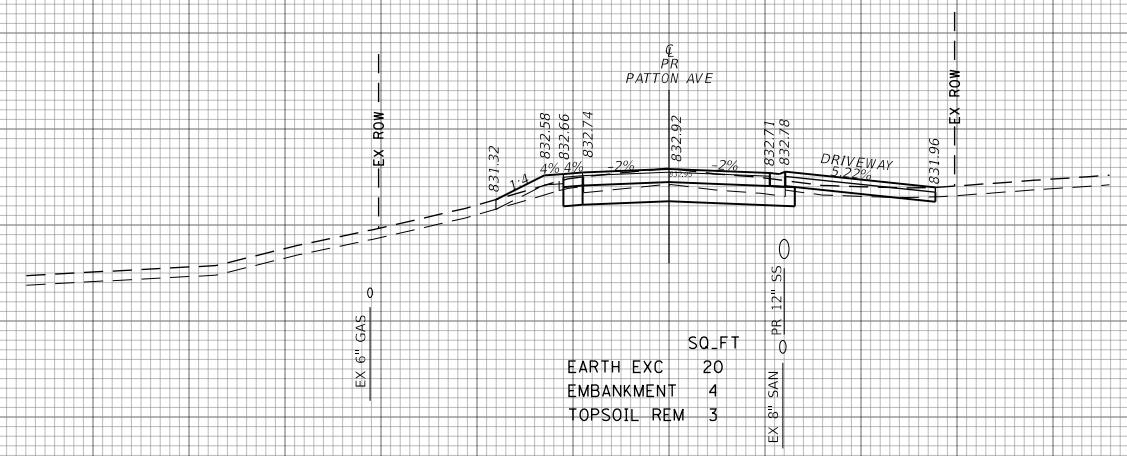 ℄
PR
PATTON AVE
EX ROW
EX ROW
831.32
832.58
832.66
832.74
832.92
832.71
832.78
831.96
1:4
4%
4%
-2%
-2%
DRIVEWAY
5.22%
EX 6" GAS
PR 12" SS
EX 8" SAN
SQ_FT
EARTH EXC 20
EMBANKMENT 4
TOPSOIL REM 3